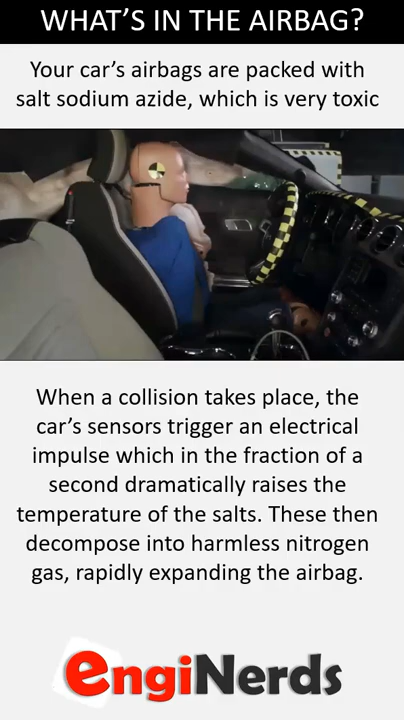 WHAT'S IN THE AIRBAG?
Your car's airbags are packed with
salt sodium azide, which is very toxic
When a collision takes place, the
car's sensors trigger an electrical
impulse which in the fraction of a
second dramatically raises the
temperature of the salts. These then
decompose into harmless nitrogen
gas, rapidly expanding the airbag.
engiNerds